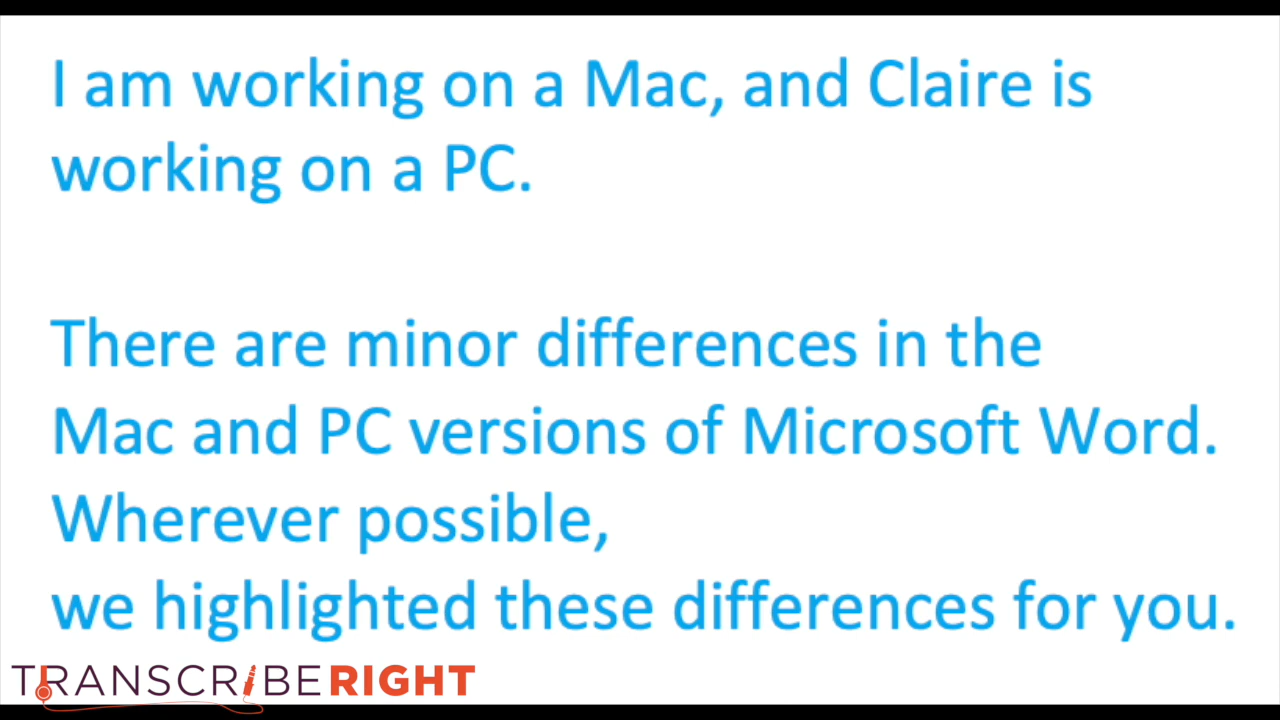 I am working on a Mac, and Claire is
working on a PC.
There are minor differences in the
Mac and PC versions of Microsoft Word.
Wherever possible,
we highlighted these differences for you.
TRANSCRIBERIGHT